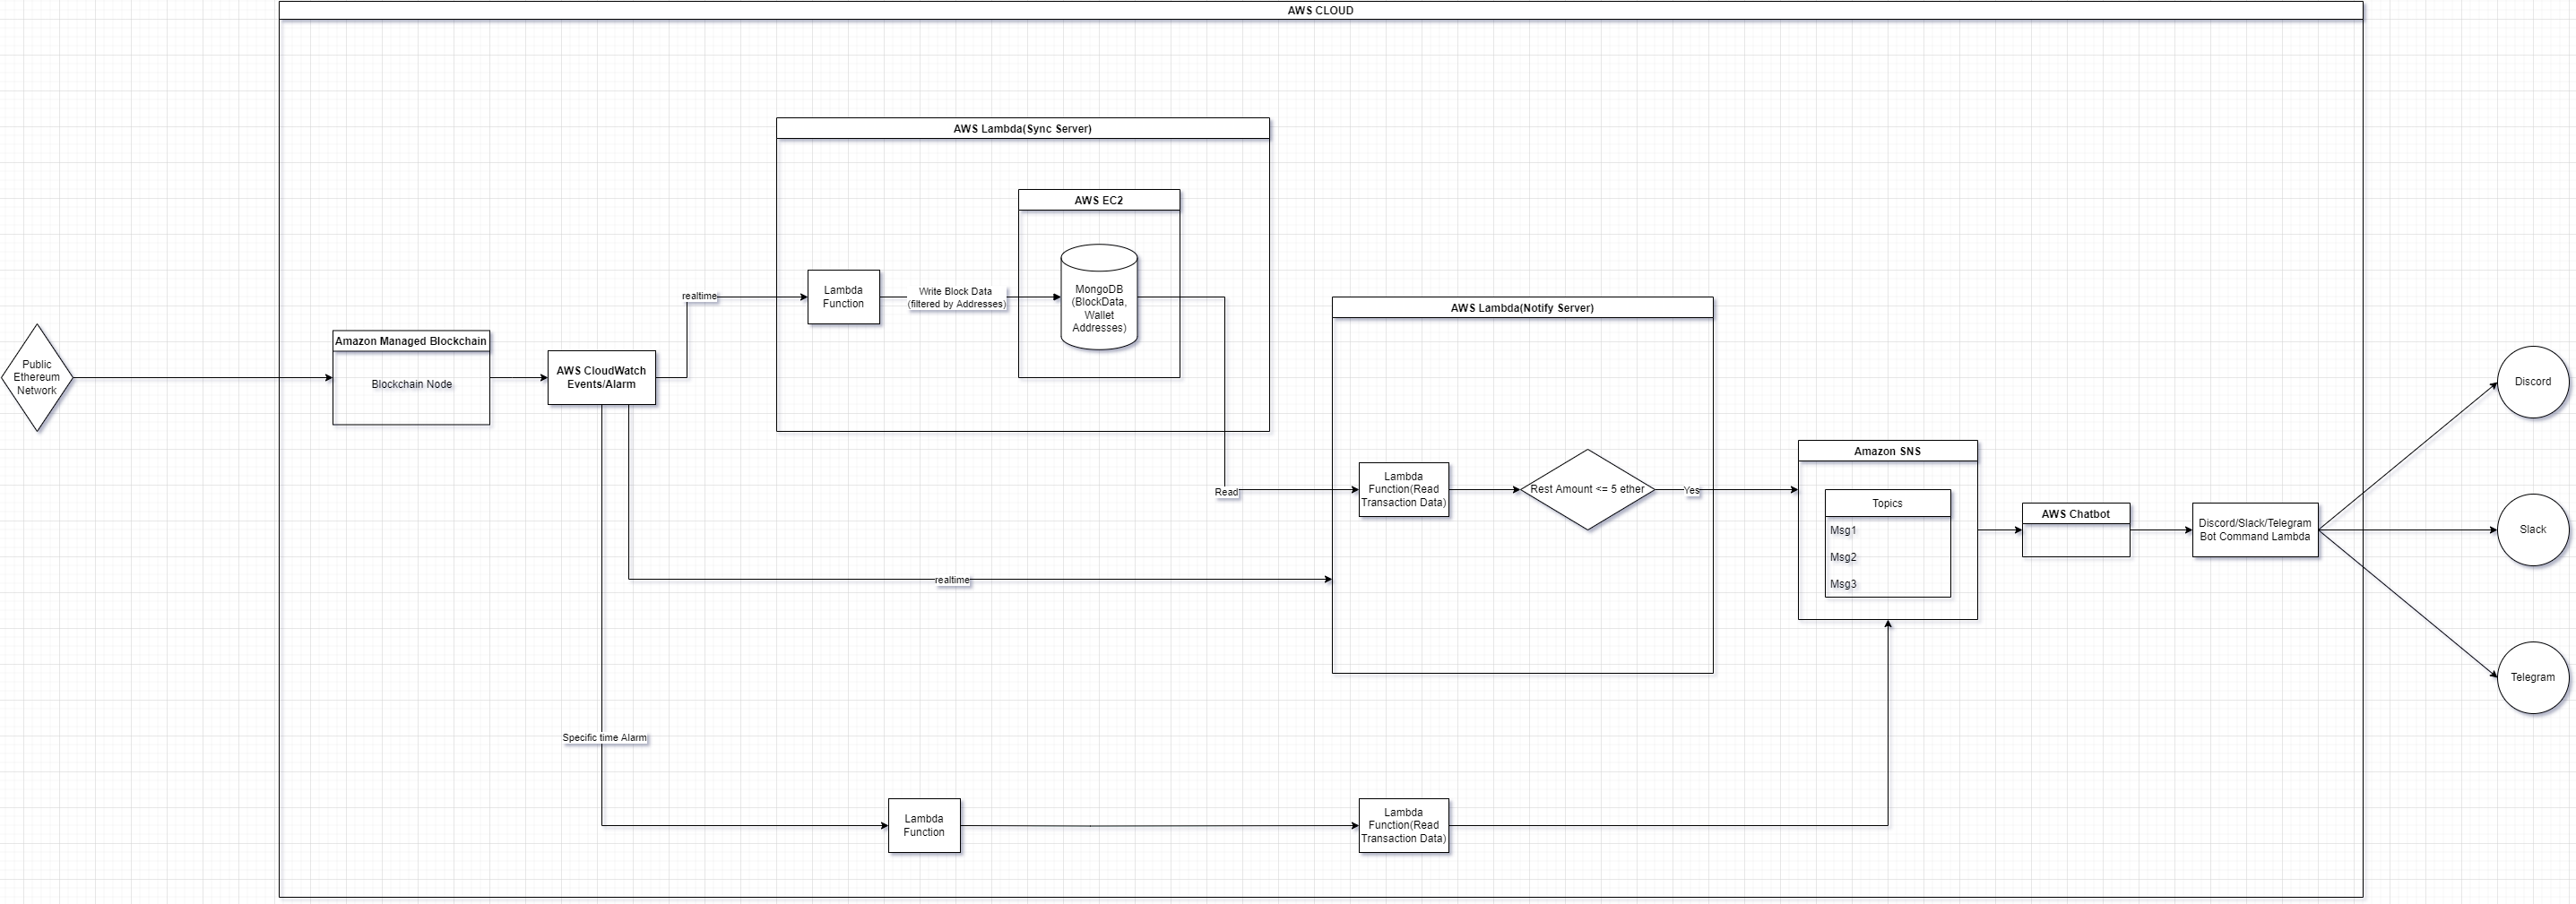 AWS CLOUD
AWS Lambda(Sync Server)
AWS EC2
Lambda
Function
Write Block Data
(filtered by Addresses)
MongoDB
(BlockData,
Wallet
Addresses)
realtime
Public
Ethereum
Network
Amazon Managed Blockchain
Blockchain Node
AWS CloudWatch
Events/Alarm
AWS Lambda(Notify Server)
Read
Lambda
Function(Read
Transaction Data)
Rest Amount <= 5 ether
Yes
realtime
Amazon SNS
Topics
Msg1
Msg2
Msg3
AWS Chatbot
Discord/Slack/Telegram
Bot Command Lambda
Discord
Slack
Telegram
Specific time Alarm
Lambda
Function
Lambda
Function(Read
Transaction Data)